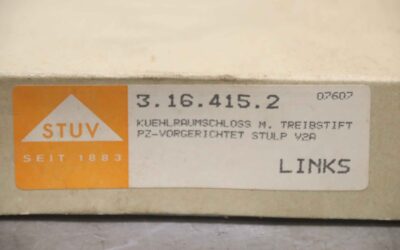 STUV
SEIT 1883
3.16.415.2 07607
KUEHLRAUMSCHLOSS M. TREIBSTIFT
PZ-VORGERICHTET STULP V2A
LINKS